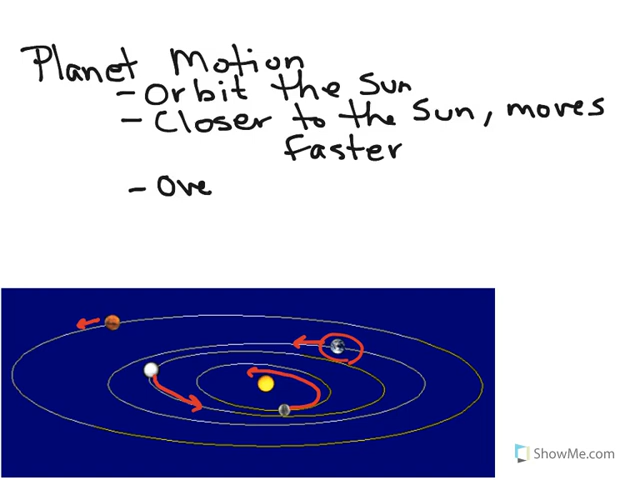 Planet Motion
- Orbit the Sun
- Closer to the Sun, moves
faster
- Ove
ShowMe.com